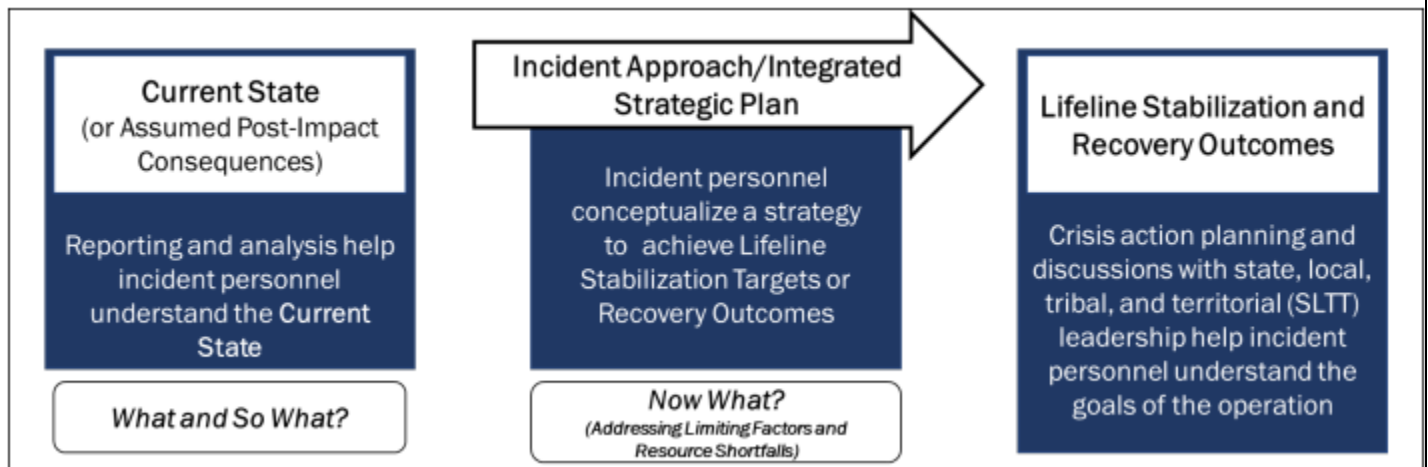 Current State
(or Assumed Post-Impact
Consequences)
Reporting and analysis help
incident personnel
understand the Current
State
What and So What?
Incident Approach/Integrated
Strategic Plan
Incident personnel
conceptualize a strategy
to achieve Lifeline
Stabilization Targets or
Recovery Outcomes
Now What?
(Addressing Limiting Factors and
Resource Shortfalls)
Lifeline Stabilization and
Recovery Outcomes
Crisis action planning and
discussions with state, local,
tribal, and territorial (SLTT)
leadership help incident
personnel understand the
goals of the operation